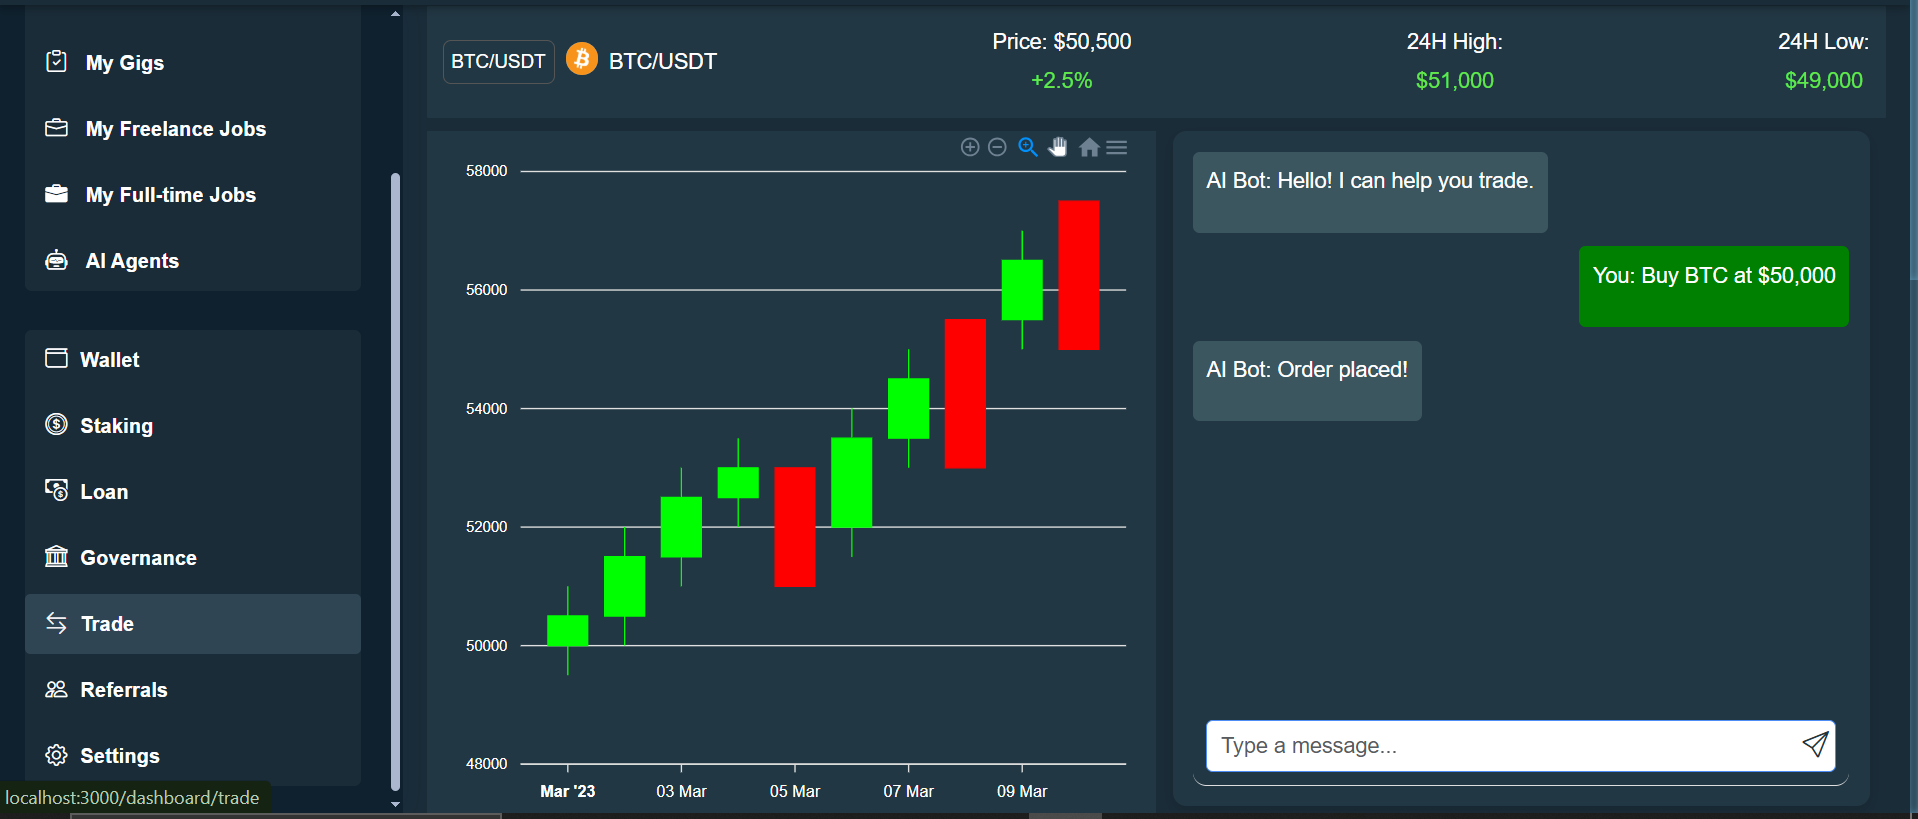 My Gigs
My Freelance Jobs
My Full-time Jobs
AI Agents
Wallet
Staking
Loan
Governance
Trade
Referrals
Settings
localhost:3000/dashboard/trade
BTC/USDT
BTC/USDT
Price: $50,500
+2.5%
24H High:
$51,000
24H Low:
$49,000
58000
56000
54000
52000
50000
48000
Mar '23
03 Mar
05 Mar
07 Mar
09 Mar
AI Bot: Hello! I can help you trade.
You: Buy BTC at $50,000
AI Bot: Order placed!
Type a message...